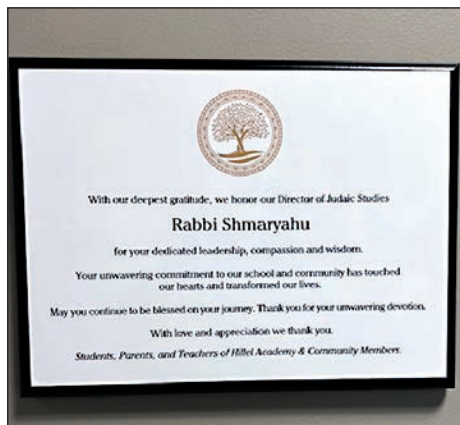 With our deepest gratitude, we honor our Director of Judaic Studies
Rabbi Shmaryahu
for your dedicated leadership, compassion and wisdom.
Your unwavering commitment to our school and community has touched
our hearts and transformed our lives.
May you continue to be blessed on your journey. Thank you for your unwavering devotion.
With love and appreciation we thank you.
Students, Parents, and Teachers of Hillel Academy & Community Members.